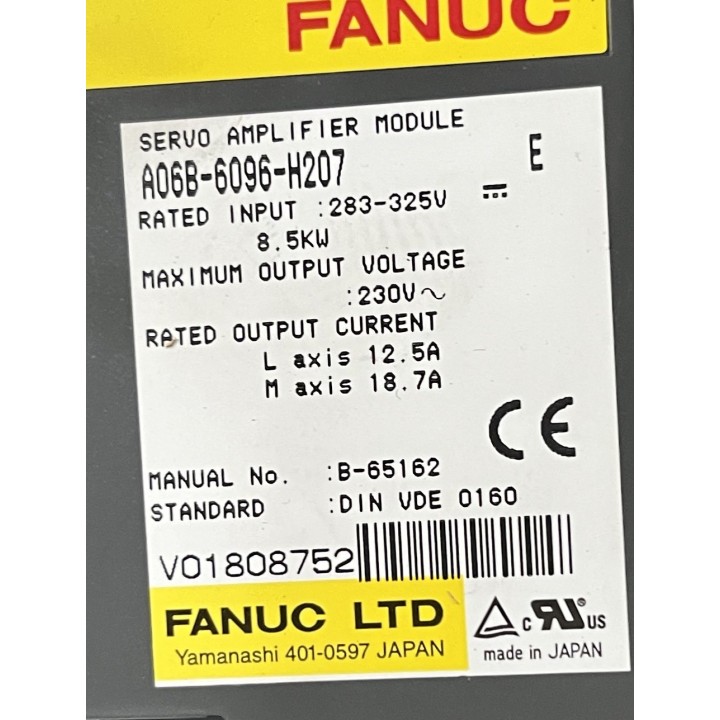 FANUC
SERVO AMPLIFIER MODULE
A06B-6096-H207 E
RATED INPUT :283-325V ⎓
8.5KW
MAXIMUM OUTPUT VOLTAGE
:230V~
RATED OUTPUT CURRENT
L axis 12.5A
M axis 18.7A
CE
MANUAL No. :B-65162
STANDARD :DIN VDE 0160
V01808752
FANUC LTD
Yamanashi 401-0597 JAPAN
c RU® US
made in JAPAN